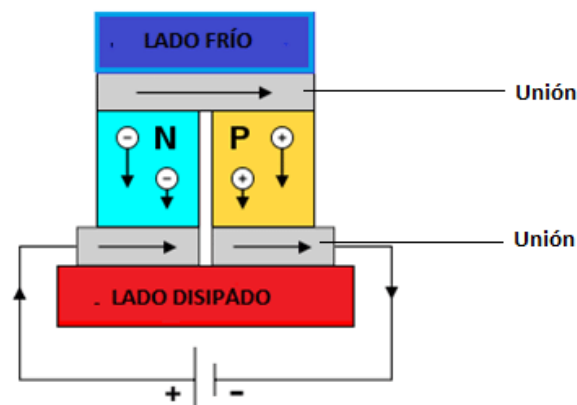 LADO FRÍO
Unión
N P
Unión
LADO DISIPADO
+ −